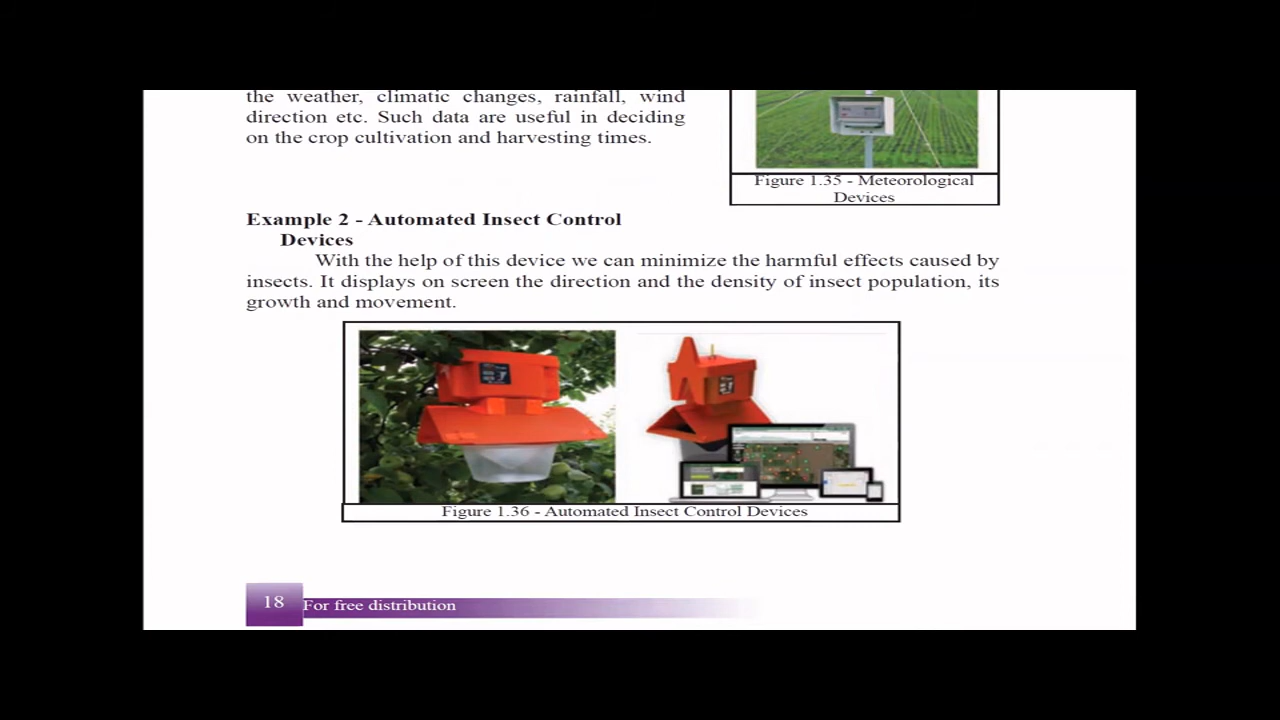 the weather, climatic changes, rainfall, wind
direction etc. Such data are useful in deciding
on the crop cultivation and harvesting times.
Figure 1.35 - Meteorological
Devices
Example 2 - Automated Insect Control
Devices
With the help of this device we can minimize the harmful effects caused by
insects. It displays on screen the direction and the density of insect population, its
growth and movement.
Figure 1.36 - Automated Insect Control Devices
18
For free distribution